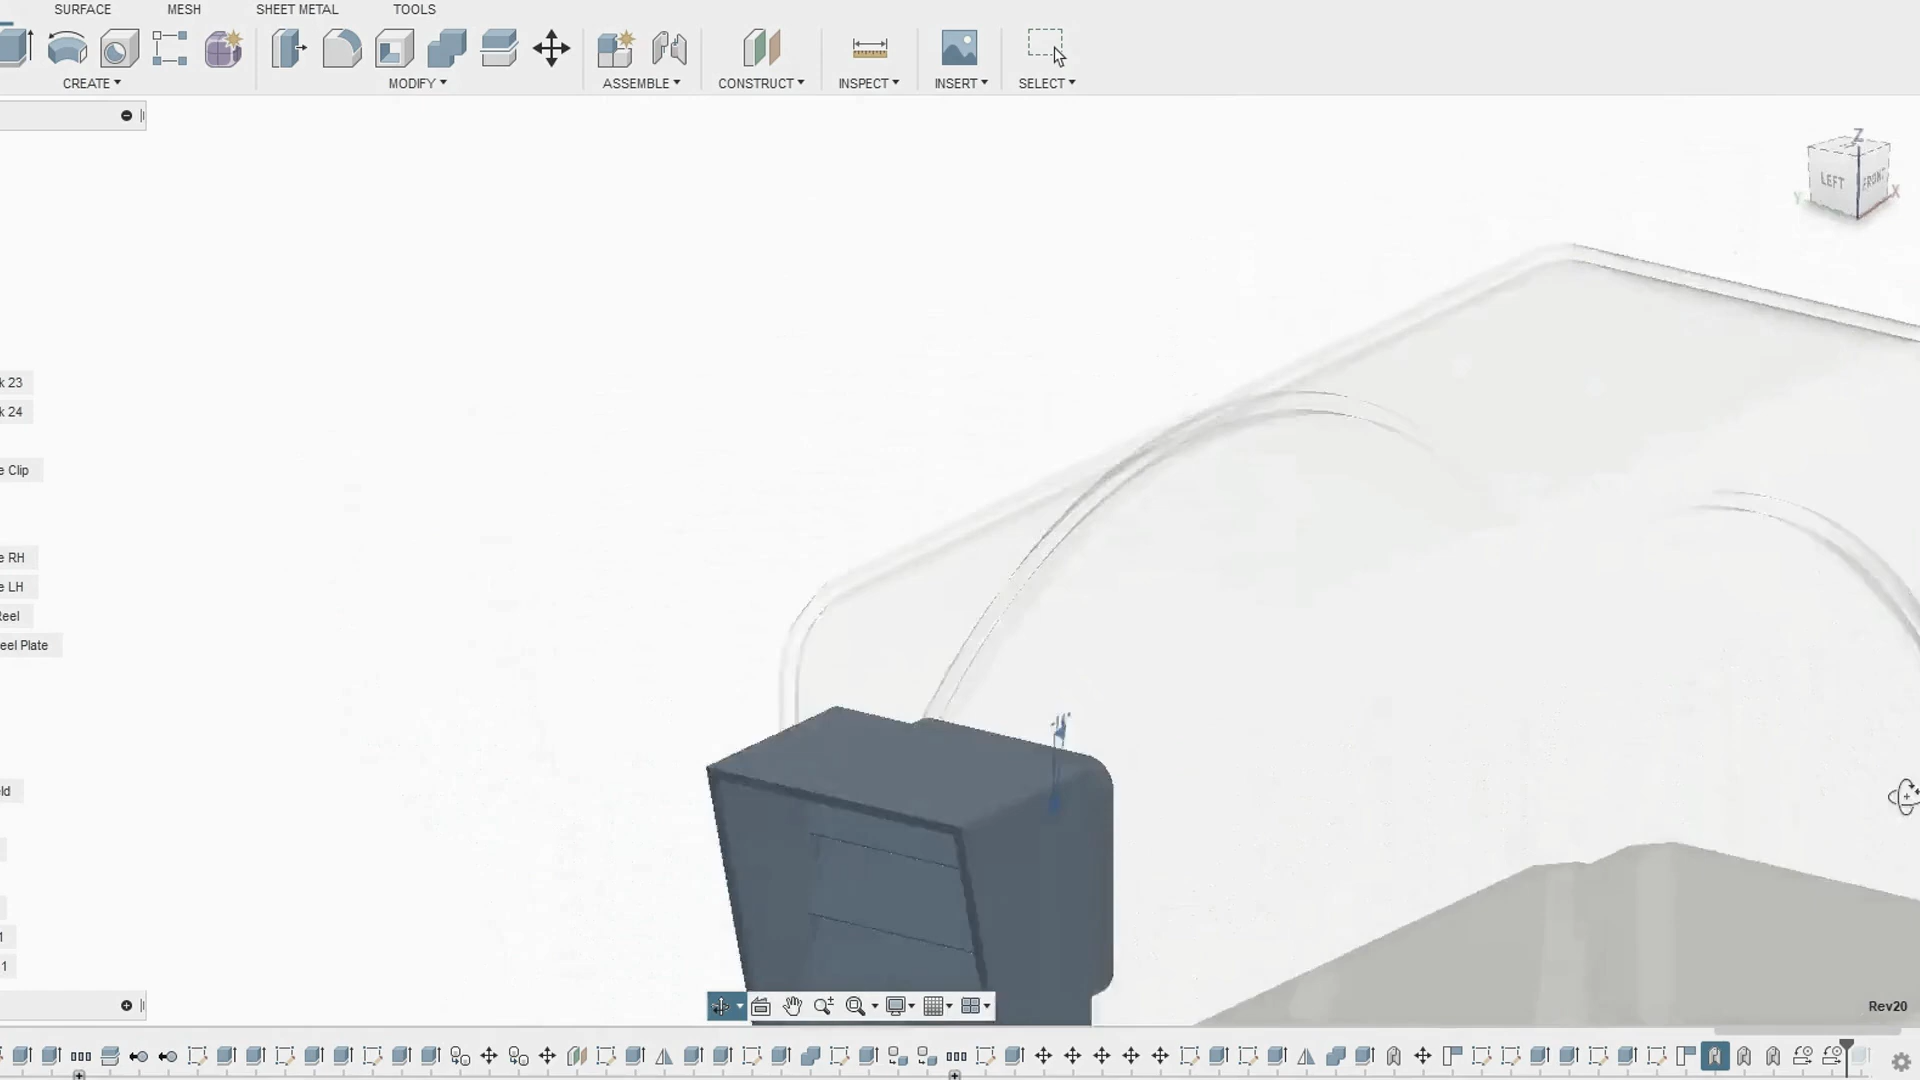 SURFACE MESH SHEET METAL TOOLS
CREATE MODIFY ASSEMBLE CONSTRUCT INSPECT INSERT SELECT
Z
LEFT FRONT
Y X
k 23
k 24
e Clip
e RH
e LH
Reel
eel Plate
ld
1
1
Rev20